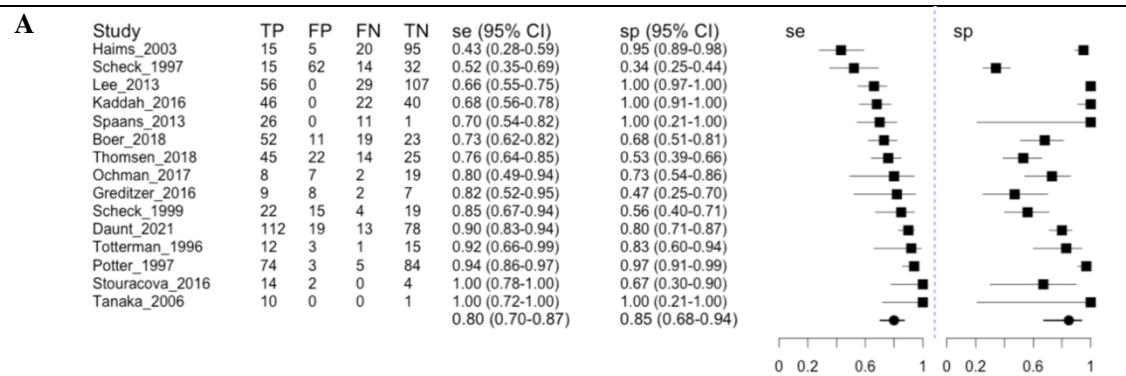 A
Study TP FP FN TN se (95% CI) sp (95% CI) se sp
Haims_2003 15 5 20 95 0.43 (0.28-0.59) 0.95 (0.89-0.98)
Scheck_1997 15 62 14 32 0.52 (0.35-0.69) 0.34 (0.25-0.44)
Lee_2013 56 0 29 107 0.66 (0.55-0.75) 1.00 (0.97-1.00)
Kaddah_2016 46 0 22 40 0.68 (0.56-0.78) 1.00 (0.91-1.00)
Spaans_2013 26 0 11 1 0.70 (0.54-0.82) 1.00 (0.21-1.00)
Boer_2018 52 11 19 23 0.73 (0.62-0.82) 0.68 (0.51-0.81)
Thomsen_2018 45 22 14 25 0.76 (0.64-0.85) 0.53 (0.39-0.66)
Ochman_2017 8 7 2 19 0.80 (0.49-0.94) 0.73 (0.54-0.86)
Greditzer_2016 9 8 2 7 0.82 (0.52-0.95) 0.47 (0.25-0.70)
Scheck_1999 22 15 4 19 0.85 (0.67-0.94) 0.56 (0.40-0.71)
Daunt_2021 112 19 13 78 0.90 (0.83-0.94) 0.80 (0.71-0.87)
Totterman_1996 12 3 1 15 0.92 (0.66-0.99) 0.83 (0.60-0.94)
Potter_1997 74 3 5 84 0.94 (0.86-0.97) 0.97 (0.91-0.99)
Stouracova_2016 14 2 0 4 1.00 (0.78-1.00) 0.67 (0.30-0.90)
Tanaka_2006 10 0 0 1 1.00 (0.72-1.00) 1.00 (0.21-1.00)
0.80 (0.70-0.87) 0.85 (0.68-0.94)
0 0.2 0.6 1 0 0.2 0.6 1